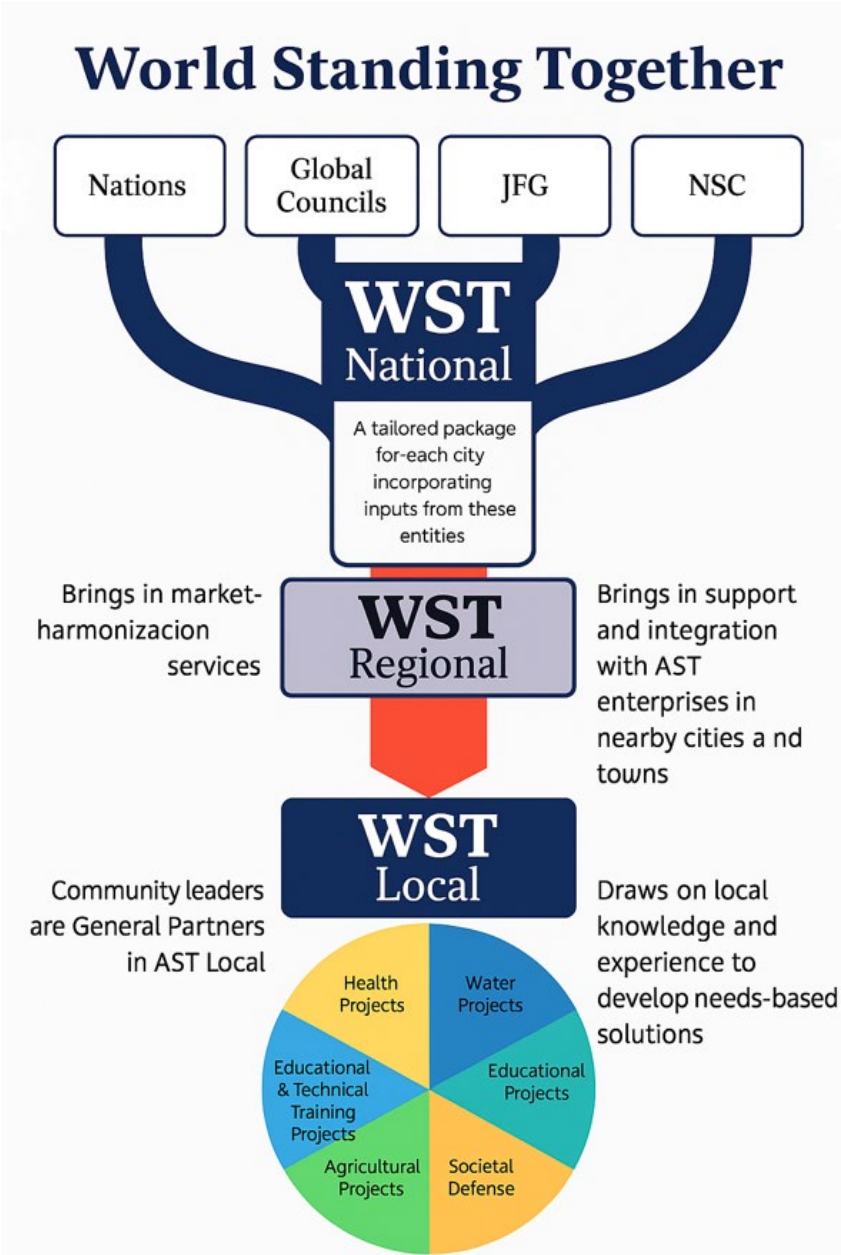 World Standing Together
Nations
Global
Councils
JFG
NSC
WST
National
A tailored package
for-each city
incorporating
inputs from these
entities
Brings in market-
harmonizacion
services
WST
Regional
Brings in support
and integration
with AST
enterprises in
nearby cities a nd
towns
WST
Local
Community leaders
are General Partners
in AST Local
Draws on local
knowledge and
experience to
develop needs-based
solutions
Health
Projects
Water
Projects
Educational
& Technical
Training
Projects
Educational
Projects
Agricultural
Projects
Societal
Defense